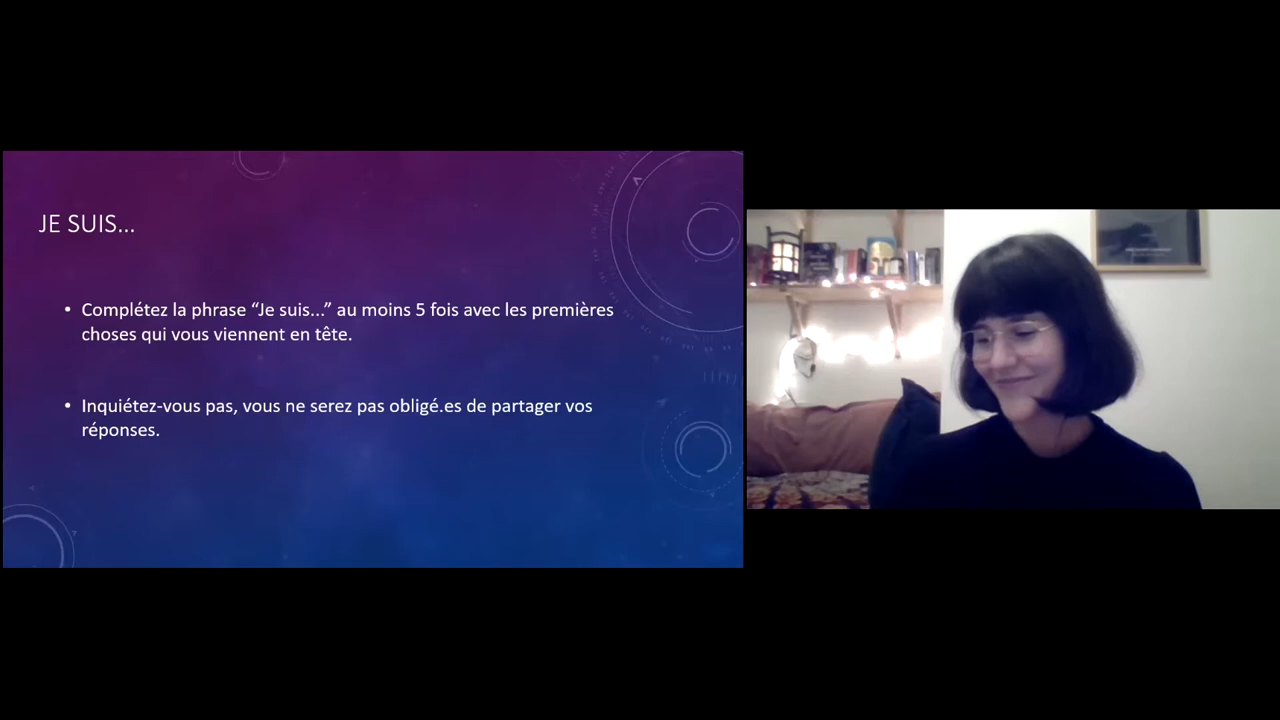 JE SUIS...
• Complétez la phrase “Je suis...” au moins 5 fois avec les premières
choses qui vous viennent en tête.
• Inquiétez-vous pas, vous ne serez pas obligé.es de partager vos
réponses.